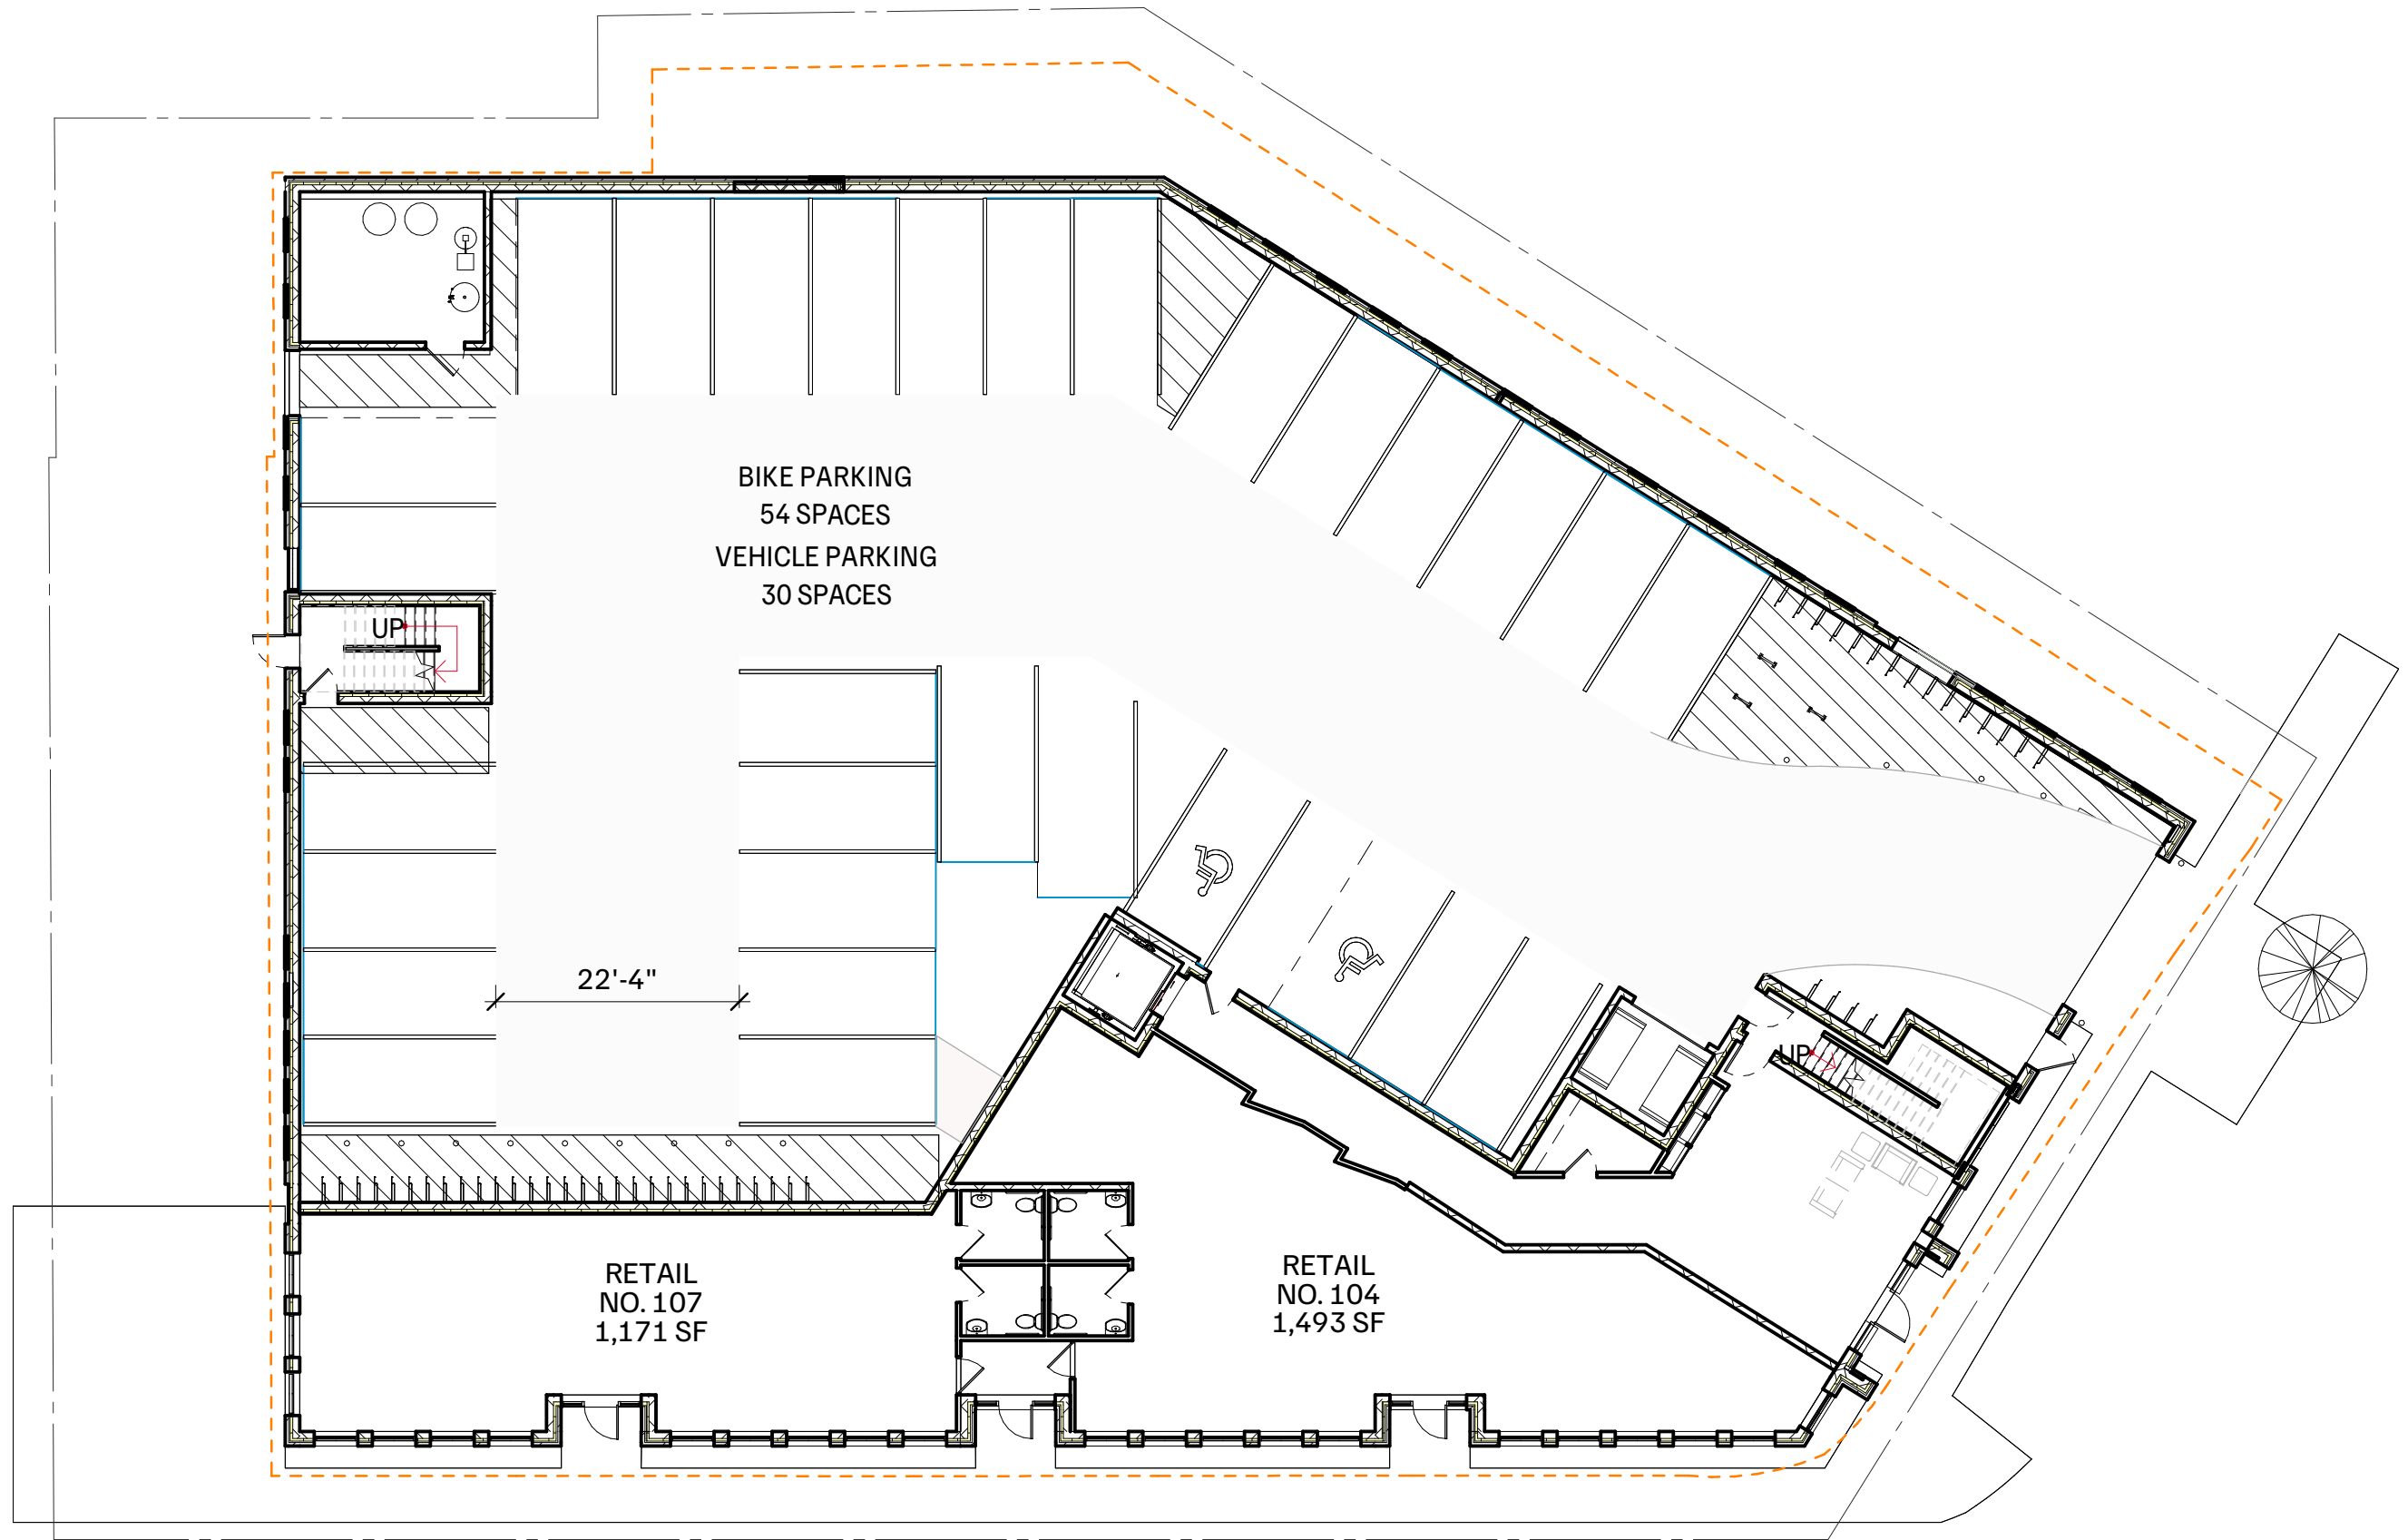 BIKE PARKING
54 SPACES
VEHICLE PARKING
30 SPACES
UP
22'-4"
UP
RETAIL
NO. 107
1,171 SF
RETAIL
NO. 104
1,493 SF